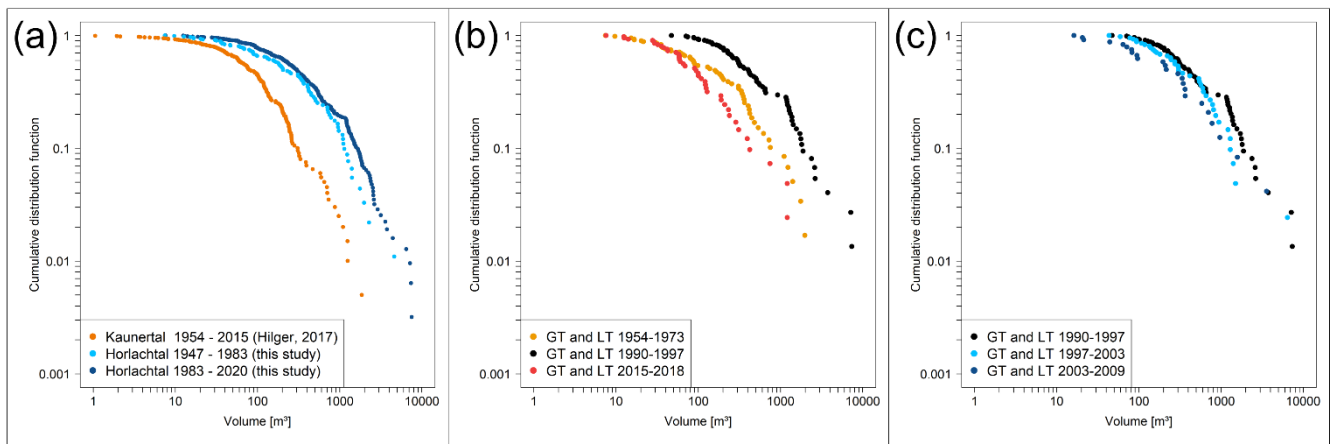 (a)
Cumulative distribution function
1
0.1
0.01
0.001
Kaunertal 1954 - 2015 (Hilger, 2017)
Horlachtal 1947 - 1983 (this study)
Horlachtal 1983 - 2020 (this study)
1 10 100 1000 10000
Volume [m³]
(b)
Cumulative distribution function
1
0.1
0.01
0.001
GT and LT 1954-1973
GT and LT 1990-1997
GT and LT 2015-2018
1 10 100 1000 10000
Volume [m³]
(c)
Cumulative distribution function
1
0.1
0.01
0.001
GT and LT 1990-1997
GT and LT 1997-2003
GT and LT 2003-2009
1 10 100 1000 10000
Volume [m³]